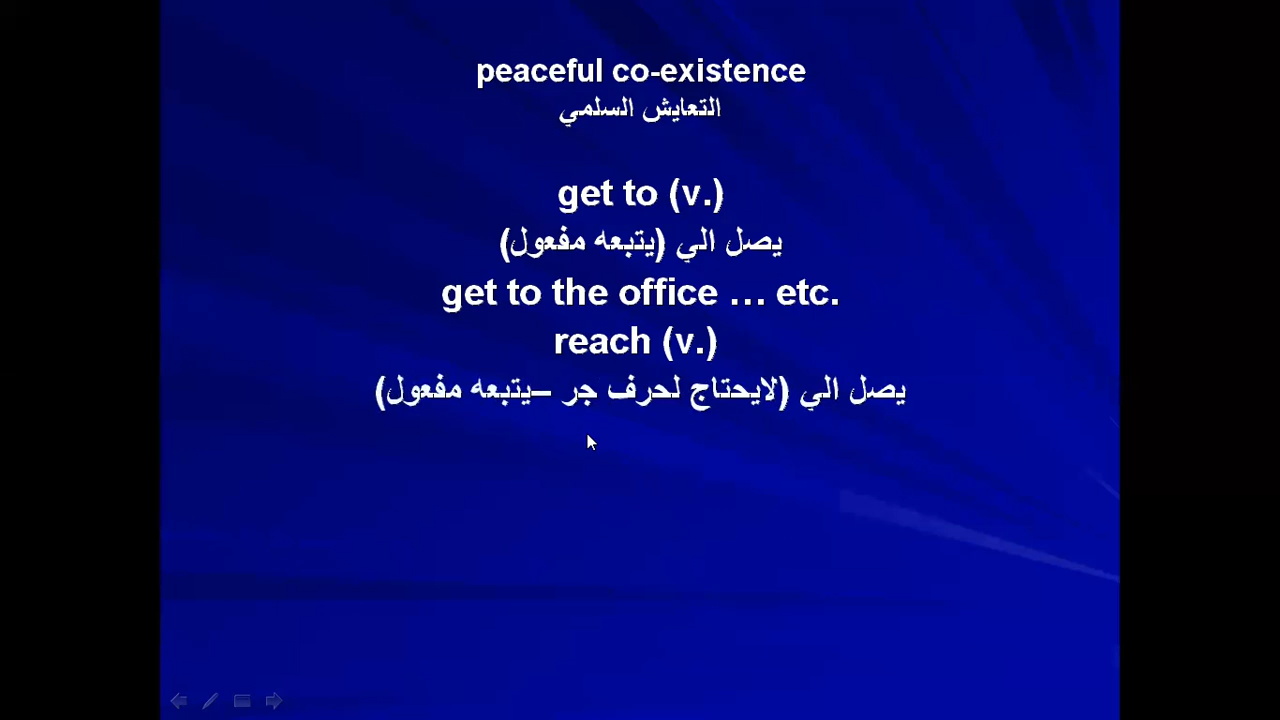 peaceful co-existence
التعايش السلمي
get to (v.)
يصل الي (يتبعه مفعول)
get to the office … etc.
reach (v.)
يصل الي (لايحتاج لحرف جر –يتبعه مفعول)